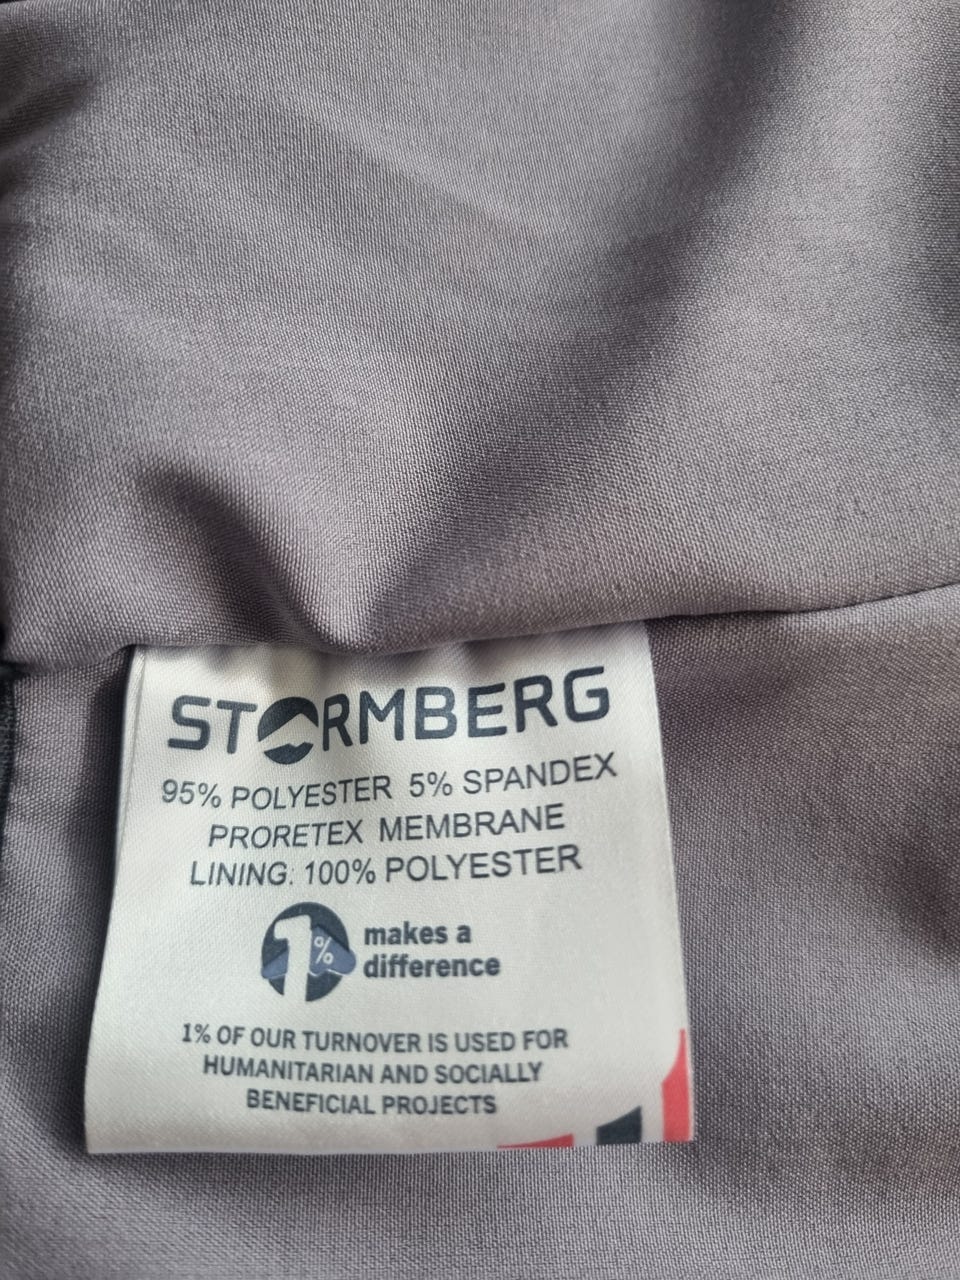 STORMBERG
95% POLYESTER 5% SPANDEX
PRORETEX MEMBRANE
LINING: 100% POLYESTER
1%
makes a
difference
1% OF OUR TURNOVER IS USED FOR
HUMANITARIAN AND SOCIALLY
BENEFICIAL PROJECTS